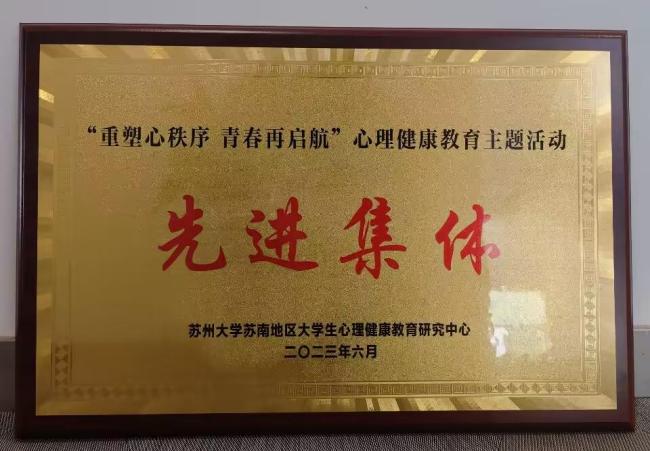 “重塑心秩序 青春再启航”心理健康教育主题活动
先进集体
苏州大学苏南地区大学生心理健康教育研究中心
二〇二三年六月